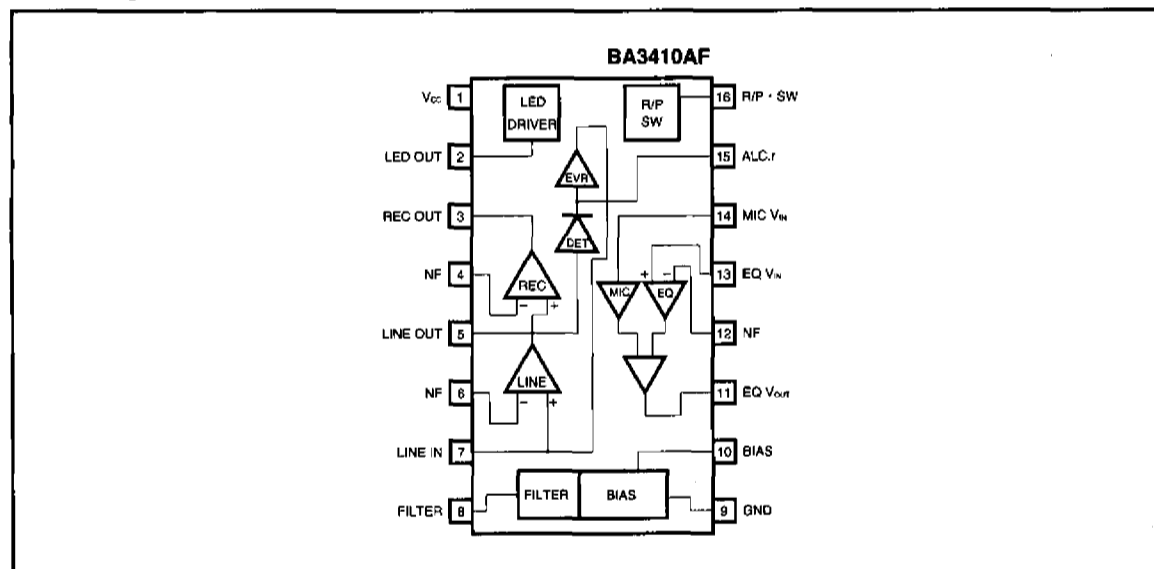 BA3410AF
Vcc 1
LED OUT 2
REC OUT 3
NF 4
LINE OUT 5
NF 6
LINE IN 7
FILTER 8
LED
DRIVER
R/P
SW
EVR
DET
REC
- +
LINE
- +
MIC
+ -
EQ
FILTER
BIAS
16 R/P · SW
15 ALC.r
14 MIC VIN
13 EQ VIN
12 NF
11 EQ VOUT
10 BIAS
9 GND